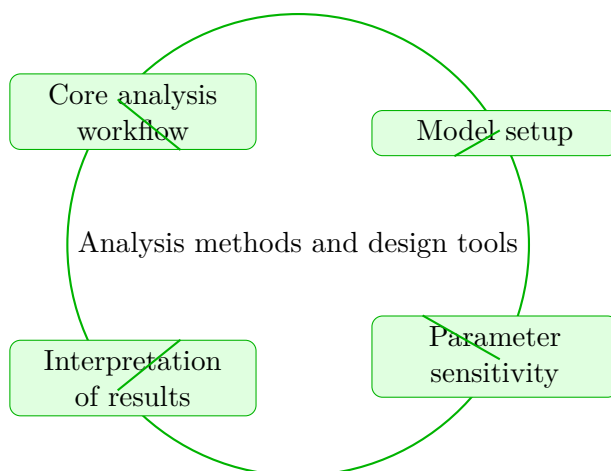 Core analysis
workflow
Model setup
Analysis methods and design tools
Interpretation
of results
Parameter
sensitivity